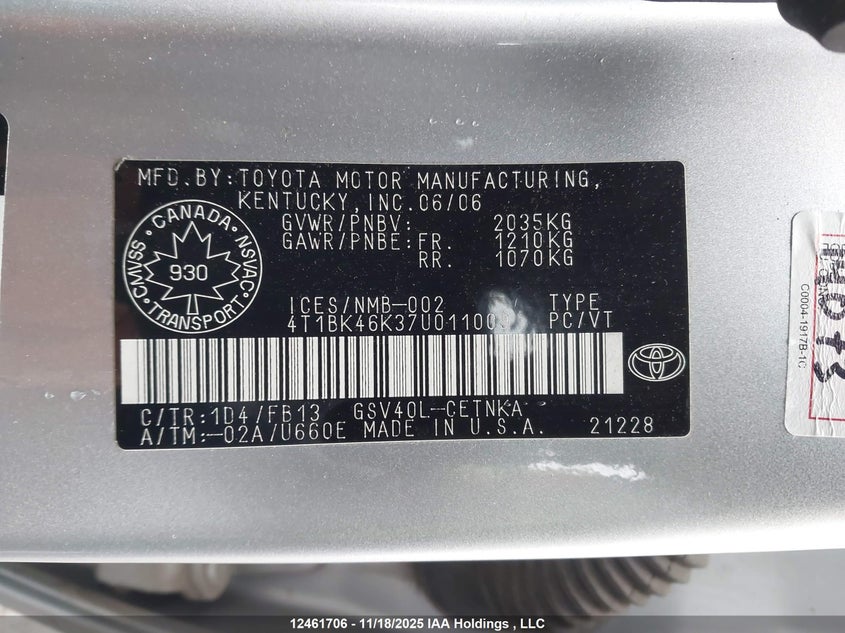 MFD.BY:TOYOTA MOTOR MANUFACTURING,
KENTUCKY,INC.06/06
GVWR/PNBV: 2035KG
GAWR/PNBE:FR. 1210KG
RR. 1070KG
CANADA
CMVSS
NSVAC
930
TRANSPORT
ICES/NMB-002 TYPE
PC/VT
C/TR:1D4/FB13 GSV40L-CETNKA
A/TM:-02A/U660E MADE IN U.S.A. 21228
C0004-1917B-1C
12461706 - 11/18/2025 IAA Holdings , LLC